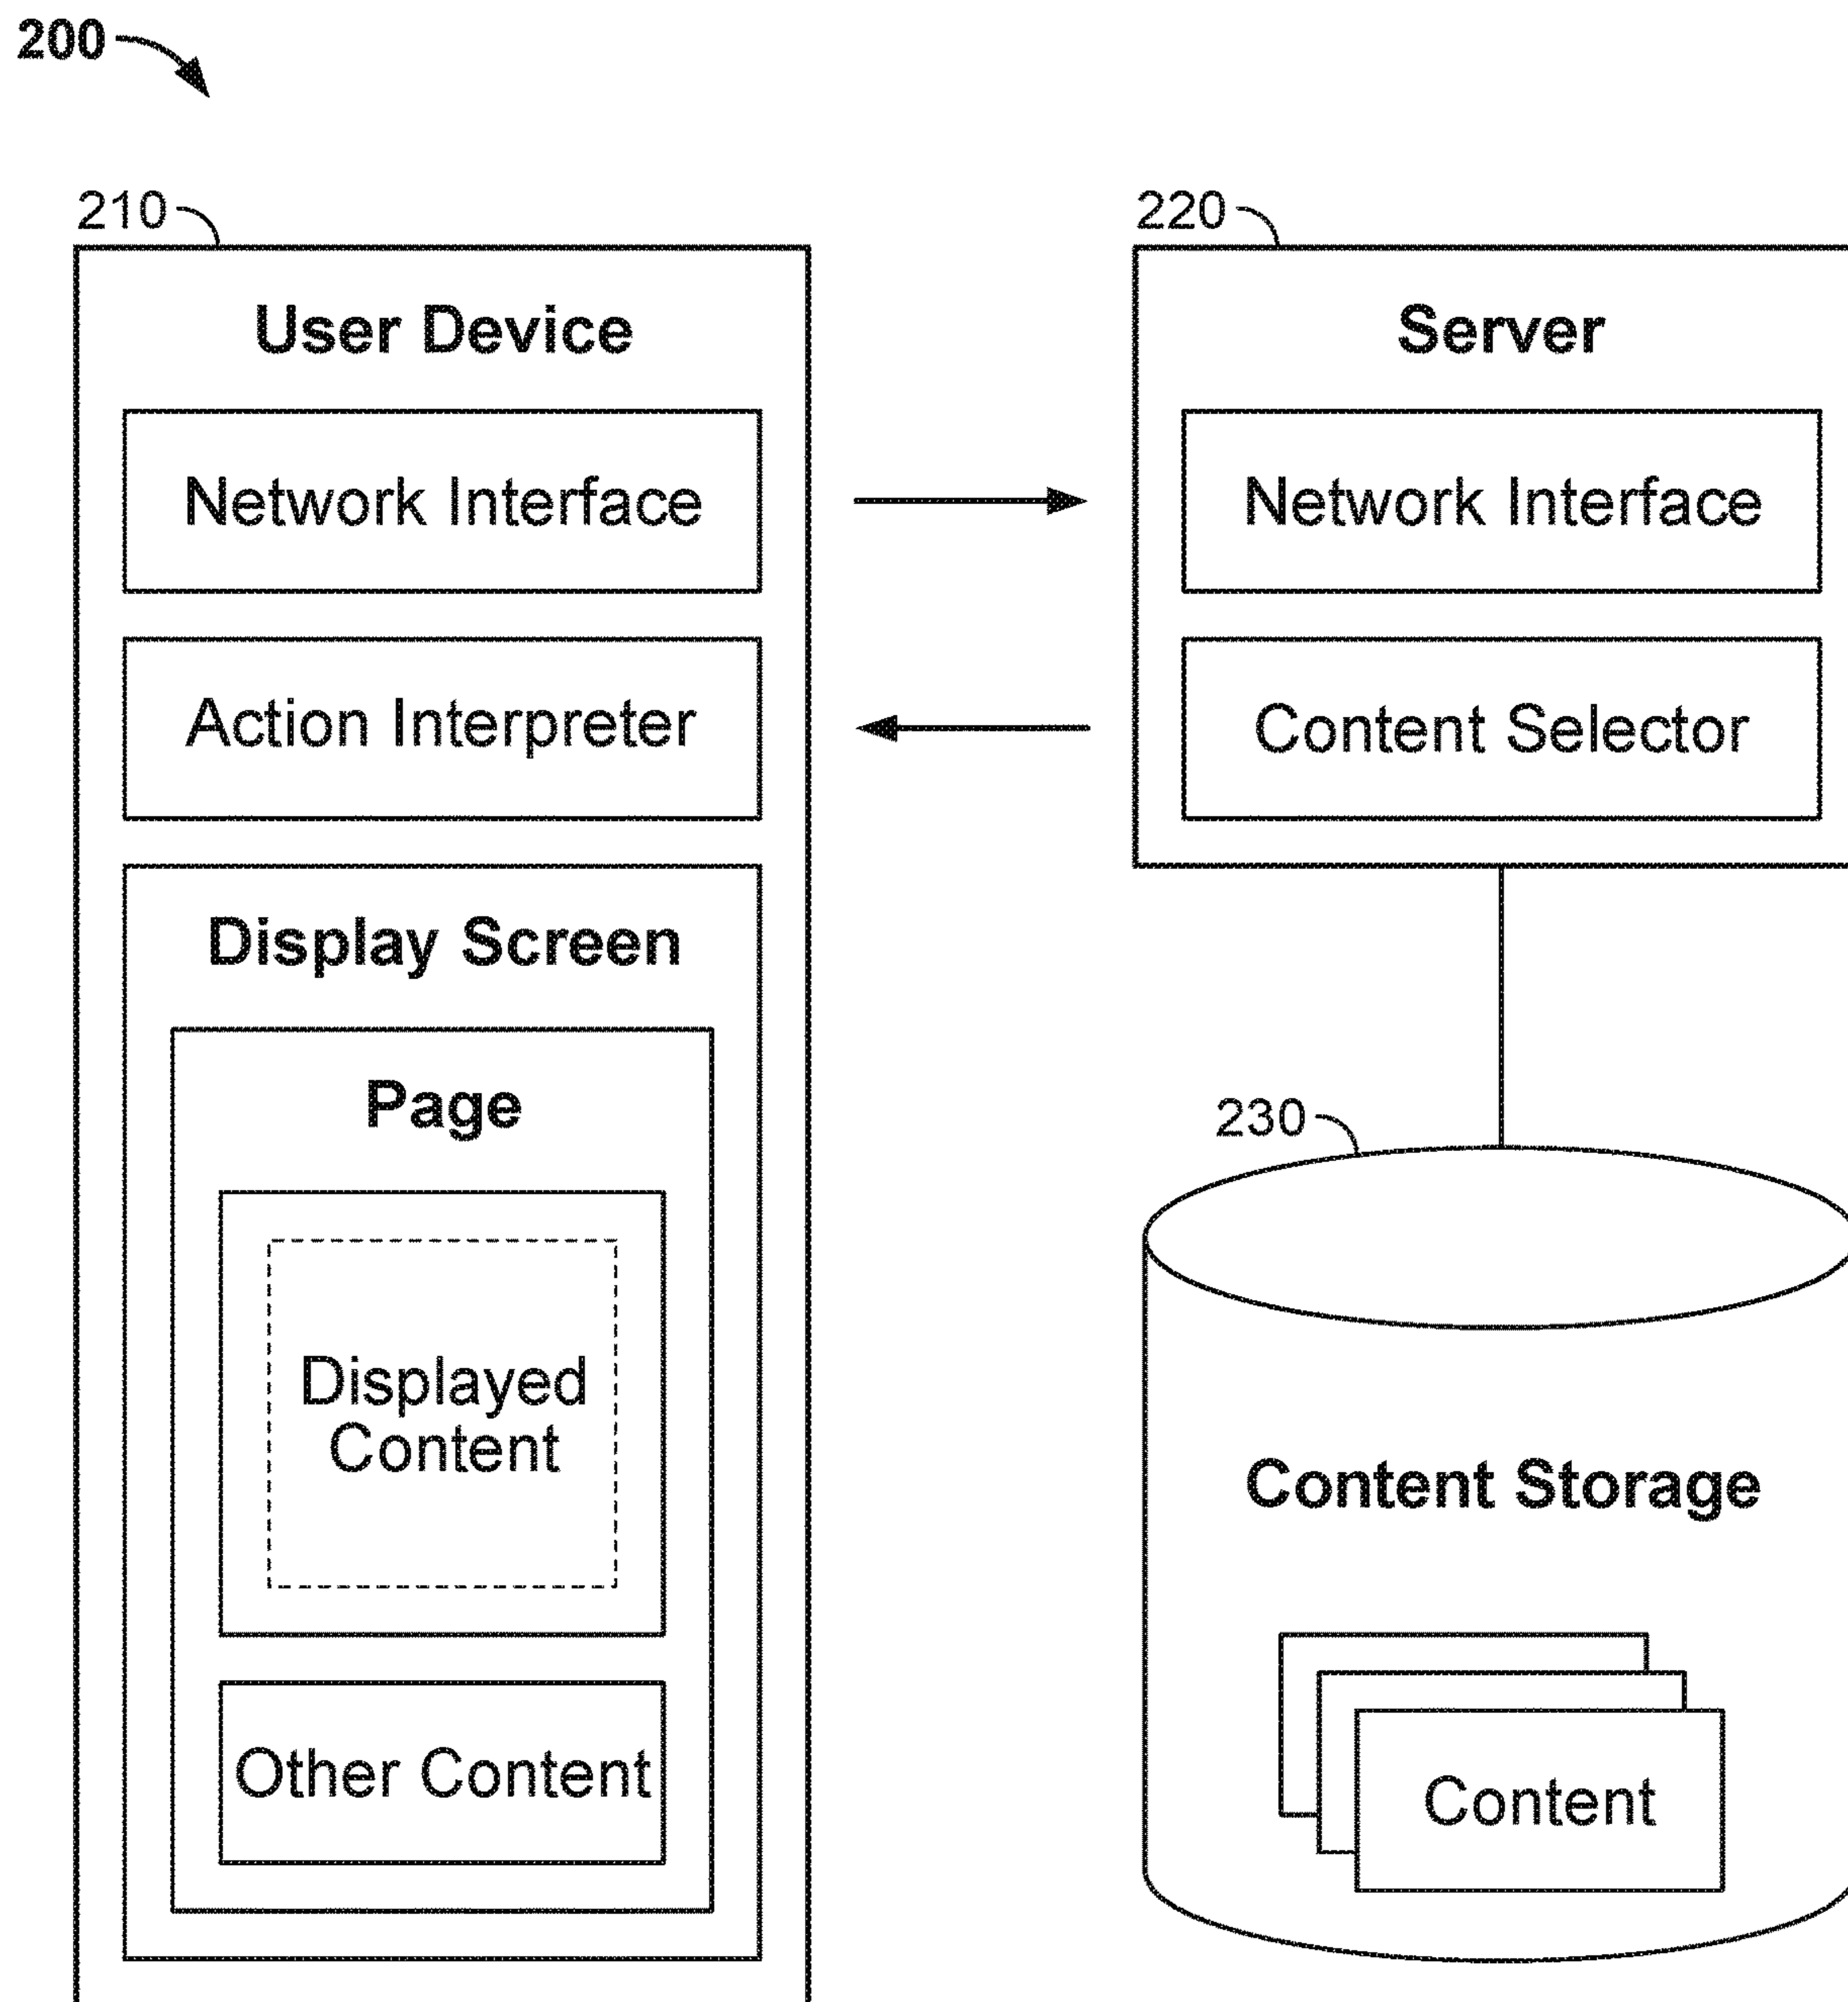 200
210
User Device
Network Interface
Action Interpreter
Display Screen
Page
Displayed
Content
Other Content
220
Server
Network Interface
Content Selector
230
Content Storage
Content